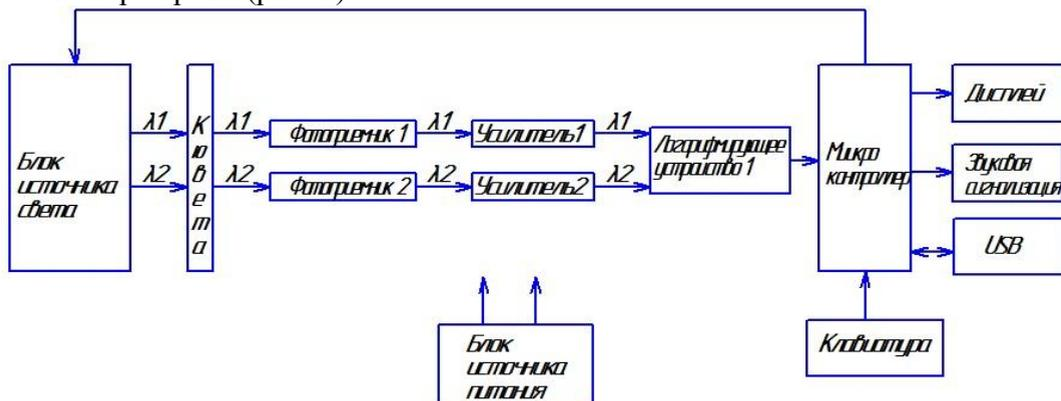 λ1
λ1
λ1
λ1
λ2
λ2
λ2
λ2
Блок
источника
света
К
ю
в
е
т
а
Фотоприемник 1
Фотоприемник 2
Усилитель1
Усилитель2
Логарифмирующее
устройство 1
Микро
контроллер
Дисплей
Звуковая
сигнализация
USB
Клавиатура
Блок
источника
питания